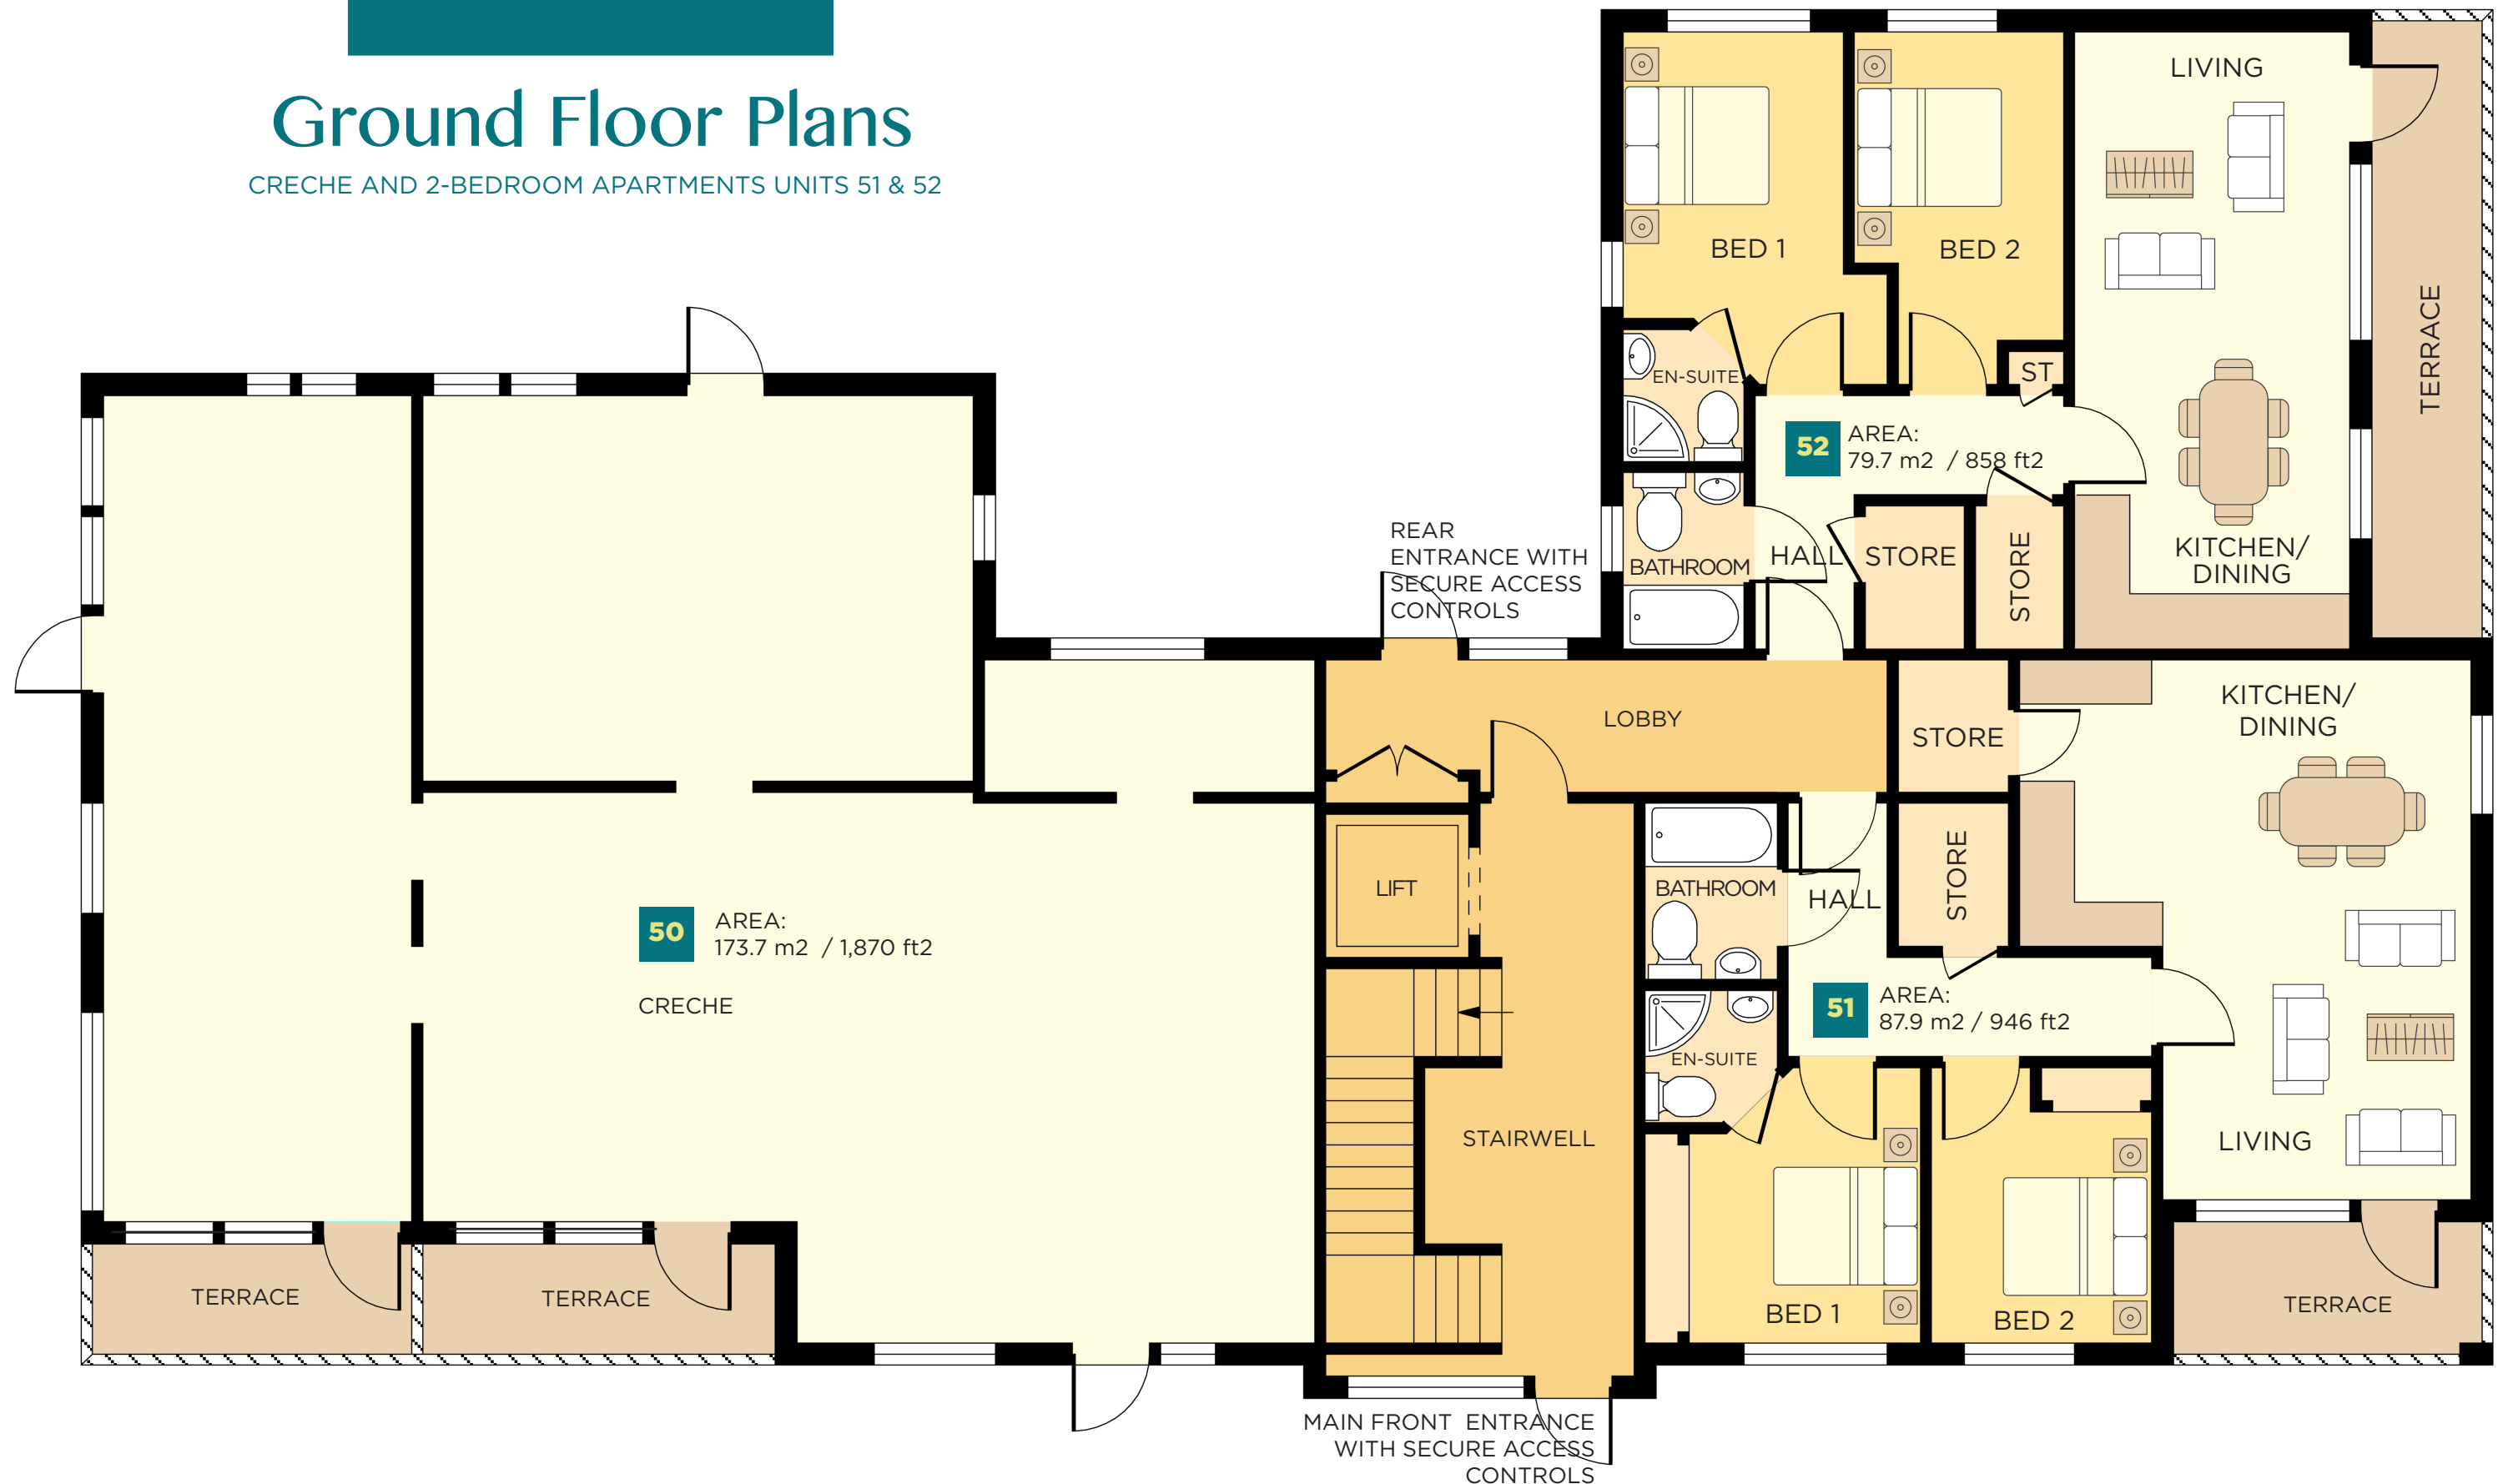 Ground Floor Plans
CRECHE AND 2-BEDROOM APARTMENTS UNITS 51 & 52
LIVING
BED 1
BED 2
TERRACE
EN-SUITE
ST
52
AREA:
79.7 m2 / 858 ft2
KITCHEN/
DINING
BATHROOM
HALL
STORE
STORE
REAR
ENTRANCE WITH
SECURE ACCESS
CONTROLS
LOBBY
STORE
KITCHEN/
DINING
LIFT
BATHROOM
HALL
STORE
50
AREA:
173.7 m2 / 1,870 ft2
CRECHE
51
AREA:
87.9 m2 / 946 ft2
EN-SUITE
STAIRWELL
LIVING
BED 1
BED 2
TERRACE
TERRACE
TERRACE
MAIN FRONT ENTRANCE
WITH SECURE ACCESS
CONTROLS